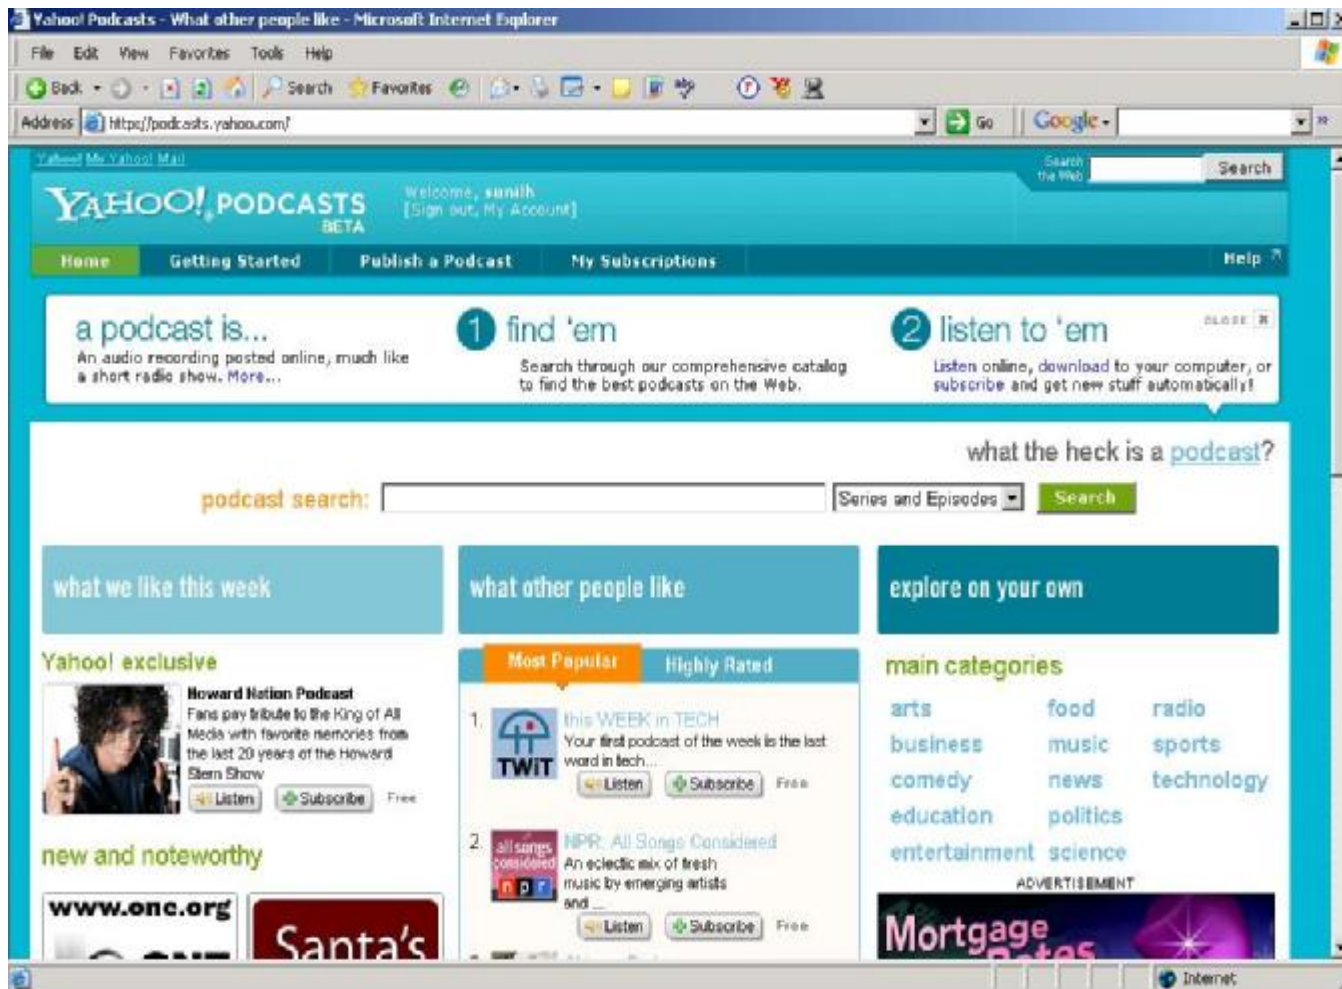 Yahoo! Podcasts - What other people like - Microsoft Internet Explorer
File Edit View Favorites Tools Help
Back Search Favorites
Address http://podcasts.yahoo.com/ Go Google
Yahoo! My Yahoo! Mail
Search the Web Search
YAHOO! PODCASTS
BETA
Welcome, sunilh
[Sign out, My Account]
Home Getting Started Publish a Podcast My Subscriptions Help
a podcast is...
An audio recording posted online, much like
a short radio show. More...
1 find 'em
Search through our comprehensive catalog
to find the best podcasts on the Web.
2 listen to 'em
CLOSE X
Listen online, download to your computer, or
subscribe and get new stuff automatically!
what the heck is a podcast?
podcast search: Series and Episodes Search
what we like this week
Yahoo! exclusive
Howard Nation Podcast
Fans pay tribute to the King of All
Media with favorite memories from
the last 20 years of the Howard
Stern Show
Listen Subscribe Free
new and noteworthy
www.onc.org
Santa's
what other people like
Most Popular Highly Rated
1. this WEEK in TECH
TWiT
Your first podcast of the week is the last
word in tech...
Listen Subscribe Free
2. NPR: All Songs Considered
all songs
considered
npr
An eclectic mix of fresh
music by emerging artists
and ...
Listen Subscribe Free
explore on your own
main categories
arts food radio
business music sports
comedy news technology
education politics
entertainment science
ADVERTISEMENT
Mortgage
Rates
Internet